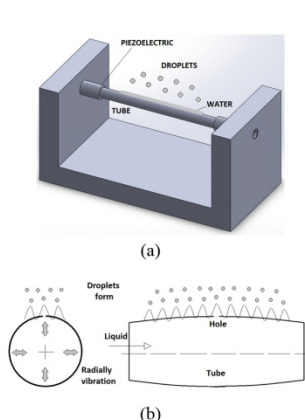 PIEZOELECTRIC
DROPLETS
WATER
TUBE
(a)
Droplets
form
Liquid
Hole
Radially
vibration
Tube
(b)